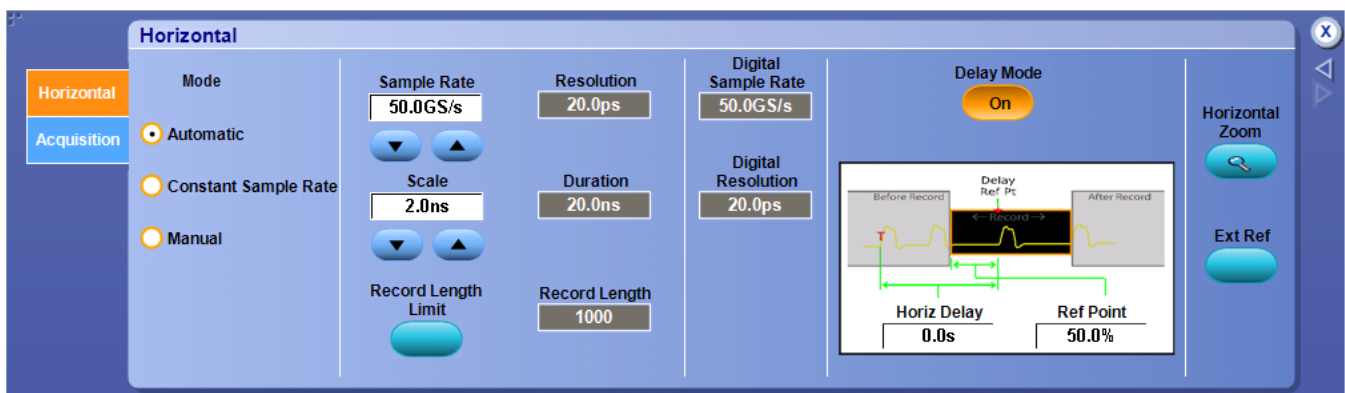 Horizontal
X
Horizontal
Acquisition
Mode
Automatic
Constant Sample Rate
Manual
Sample Rate
50.0GS/s
Scale
2.0ns
Record Length
Limit
Resolution
20.0ps
Duration
20.0ns
Record Length
1000
Digital
Sample Rate
50.0GS/s
Digital
Resolution
20.0ps
Delay Mode
On
Delay
Ref Pt
Before Record
Record
After Record
T
Horiz Delay
0.0s
Ref Point
50.0%
Horizontal
Zoom
Ext Ref